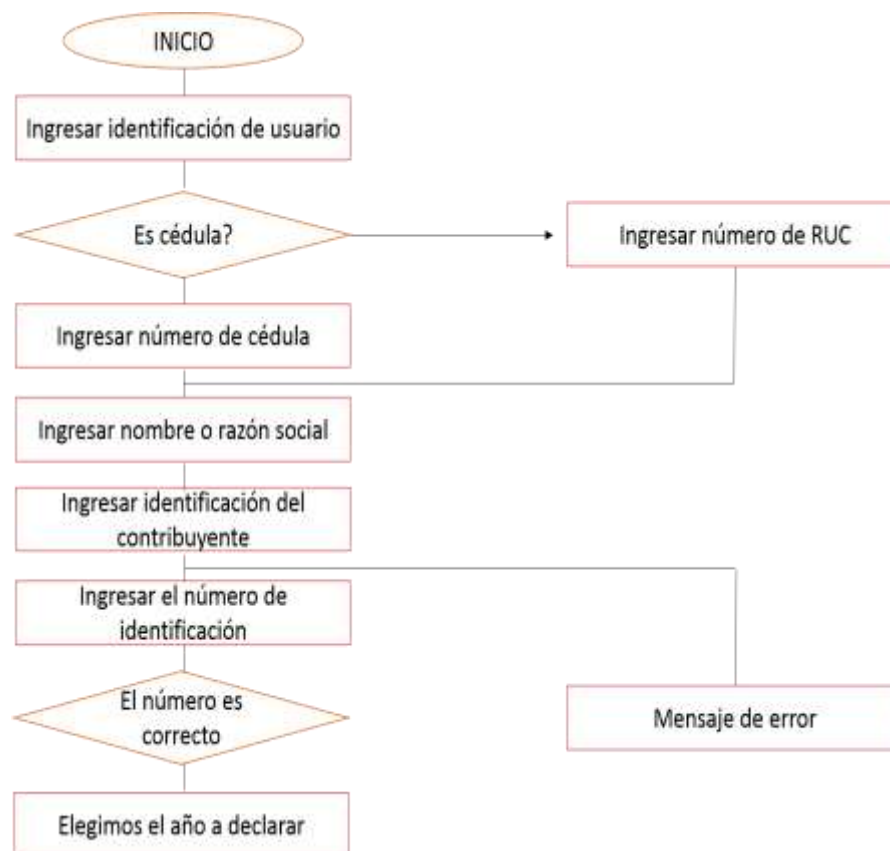 INICIO
Ingresar identificación de usuario
Es cédula?
Ingresar número de RUC
Ingresar número de cédula
Ingresar nombre o razón social
Ingresar identificación del
contribuyente
Ingresar el número de
identificación
El número es
correcto
Mensaje de error
Elegimos el año a declarar